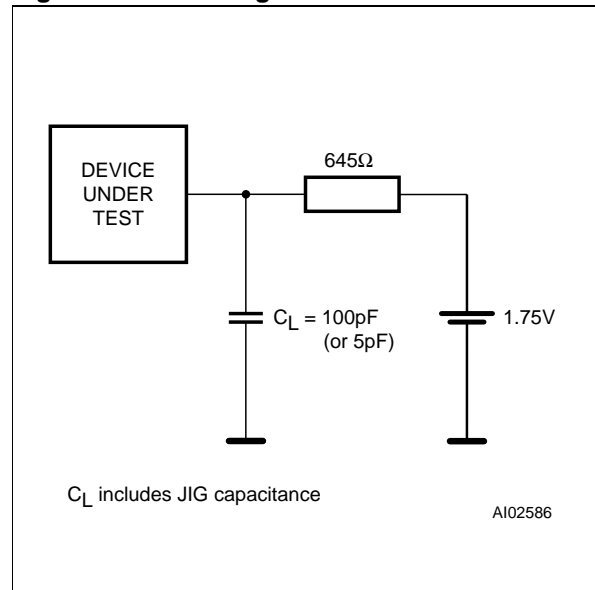 DEVICE
UNDER
TEST
645Ω
CL = 100pF
(or 5pF)
1.75V
CL includes JIG capacitance
AI02586